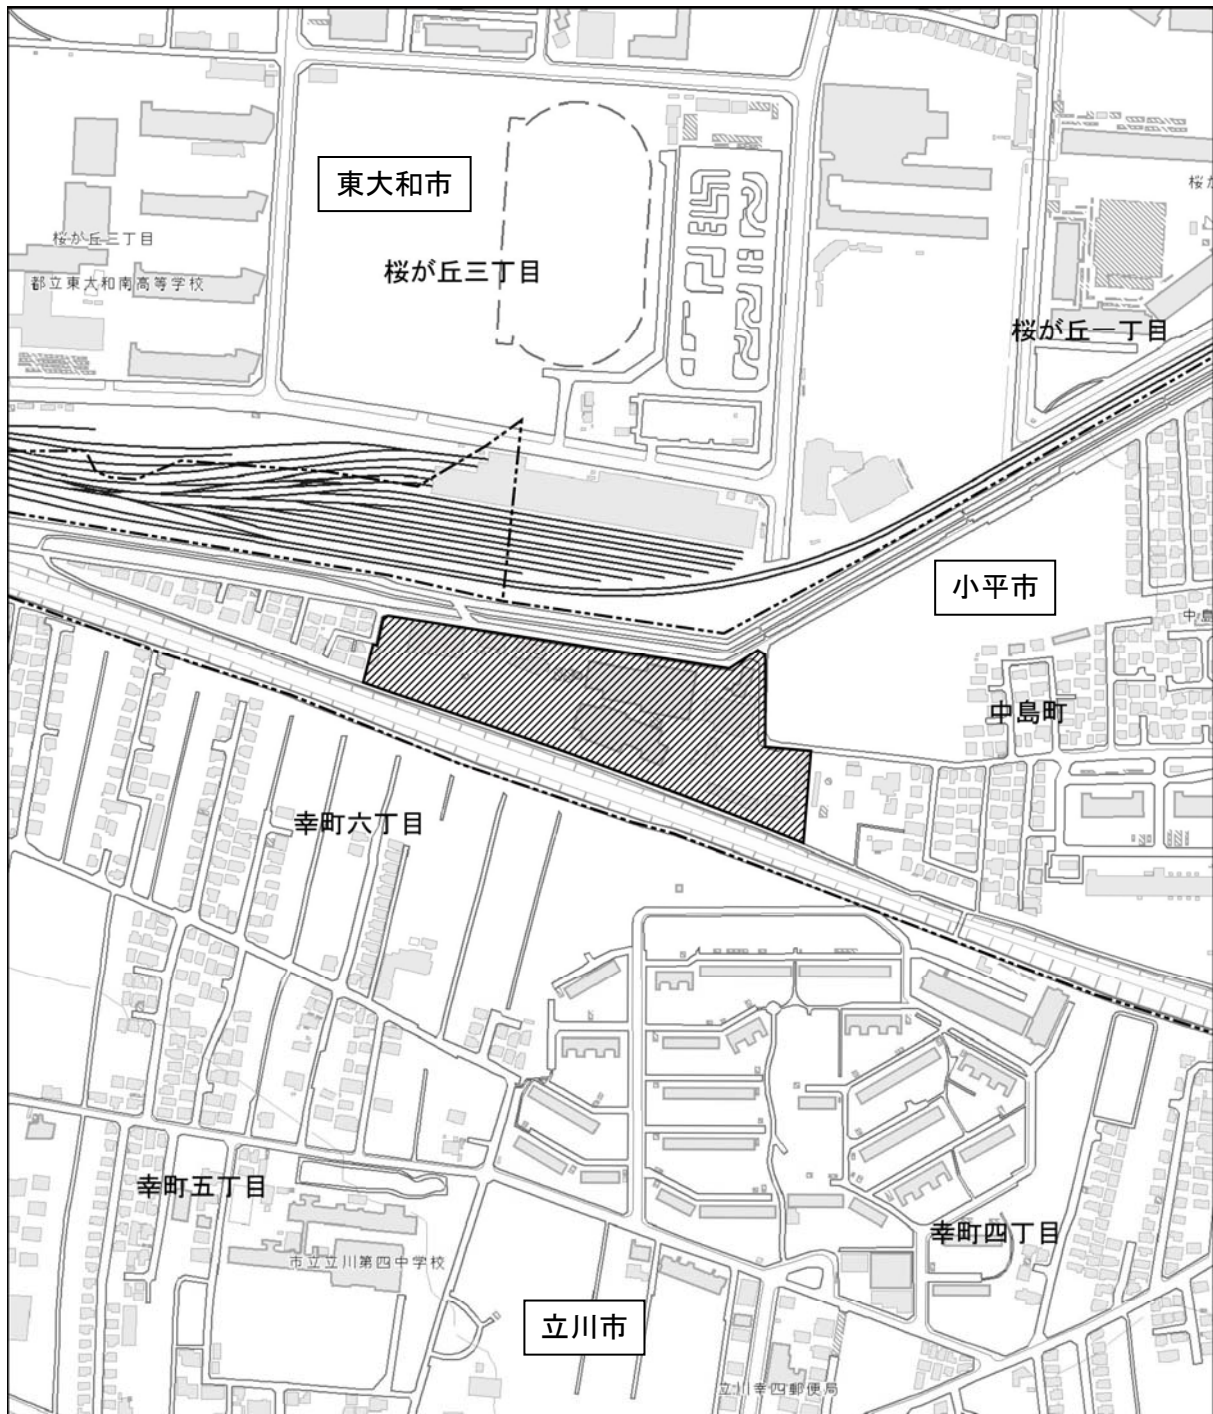 東大和市
桜が丘三丁目
桜が丘三丁目
都立東大和南高等学校
桜が丘一丁目
小平市
中島町
幸町六丁目
幸町五丁目
幸町四丁目
市立立川第四中学校
立川市
立川幸四郵便局